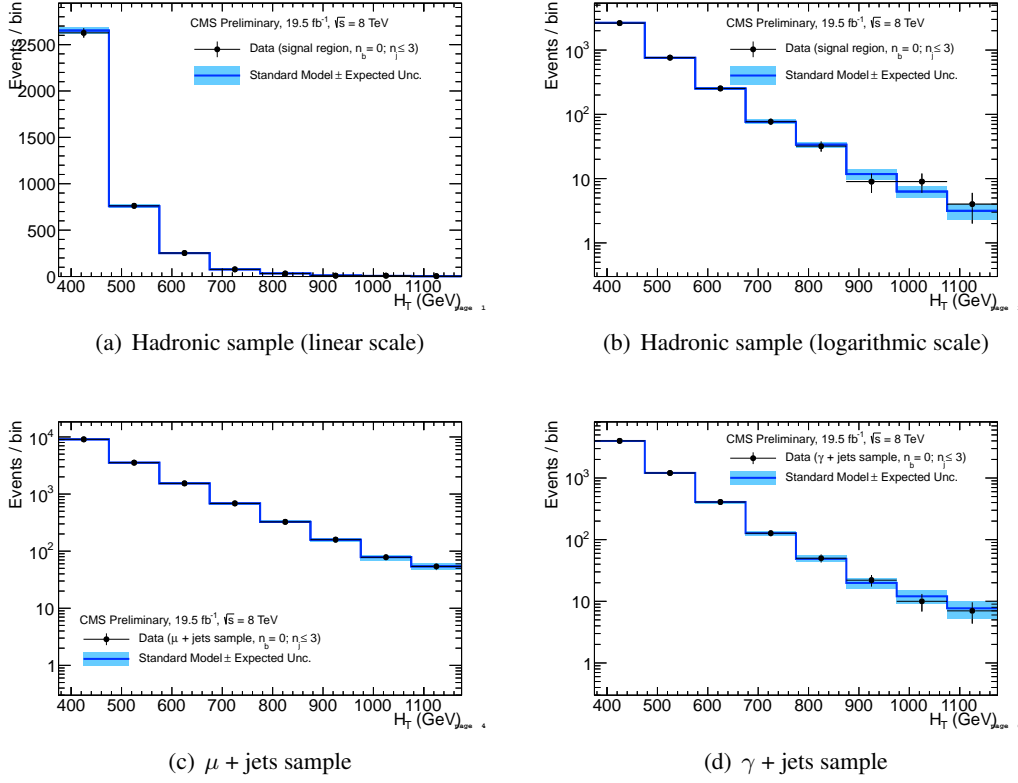 Events / bin
CMS Preliminary, 19.5 fb⁻¹, √s = 8 TeV
Data (signal region, n_b = 0; n_j ≤ 3)
Standard Model ± Expected Unc.
2500
2000
1500
1000
500
0
400 500 600 700 800 900 1000 1100
H_T (GeV)
page 1
(a) Hadronic sample (linear scale)
Events / bin
CMS Preliminary, 19.5 fb⁻¹, √s = 8 TeV
Data (signal region, n_b = 0; n_j ≤ 3)
Standard Model ± Expected Unc.
10³
10²
10
1
400 500 600 700 800 900 1000 1100
H_T (GeV)
page
(b) Hadronic sample (logarithmic scale)
Events / bin
10⁴
10³
10²
10
1
CMS Preliminary, 19.5 fb⁻¹, √s = 8 TeV
Data (μ + jets sample, n_b = 0; n_j ≤ 3)
Standard Model ± Expected Unc.
400 500 600 700 800 900 1000 1100
H_T (GeV)
page 4
(c) μ + jets sample
Events / bin
CMS Preliminary, 19.5 fb⁻¹, √s = 8 TeV
Data (γ + jets sample, n_b = 0; n_j ≤ 3)
Standard Model ± Expected Unc.
10³
10²
10
1
400 500 600 700 800 900 1000 1100
H_T (GeV)
page
(d) γ + jets sample